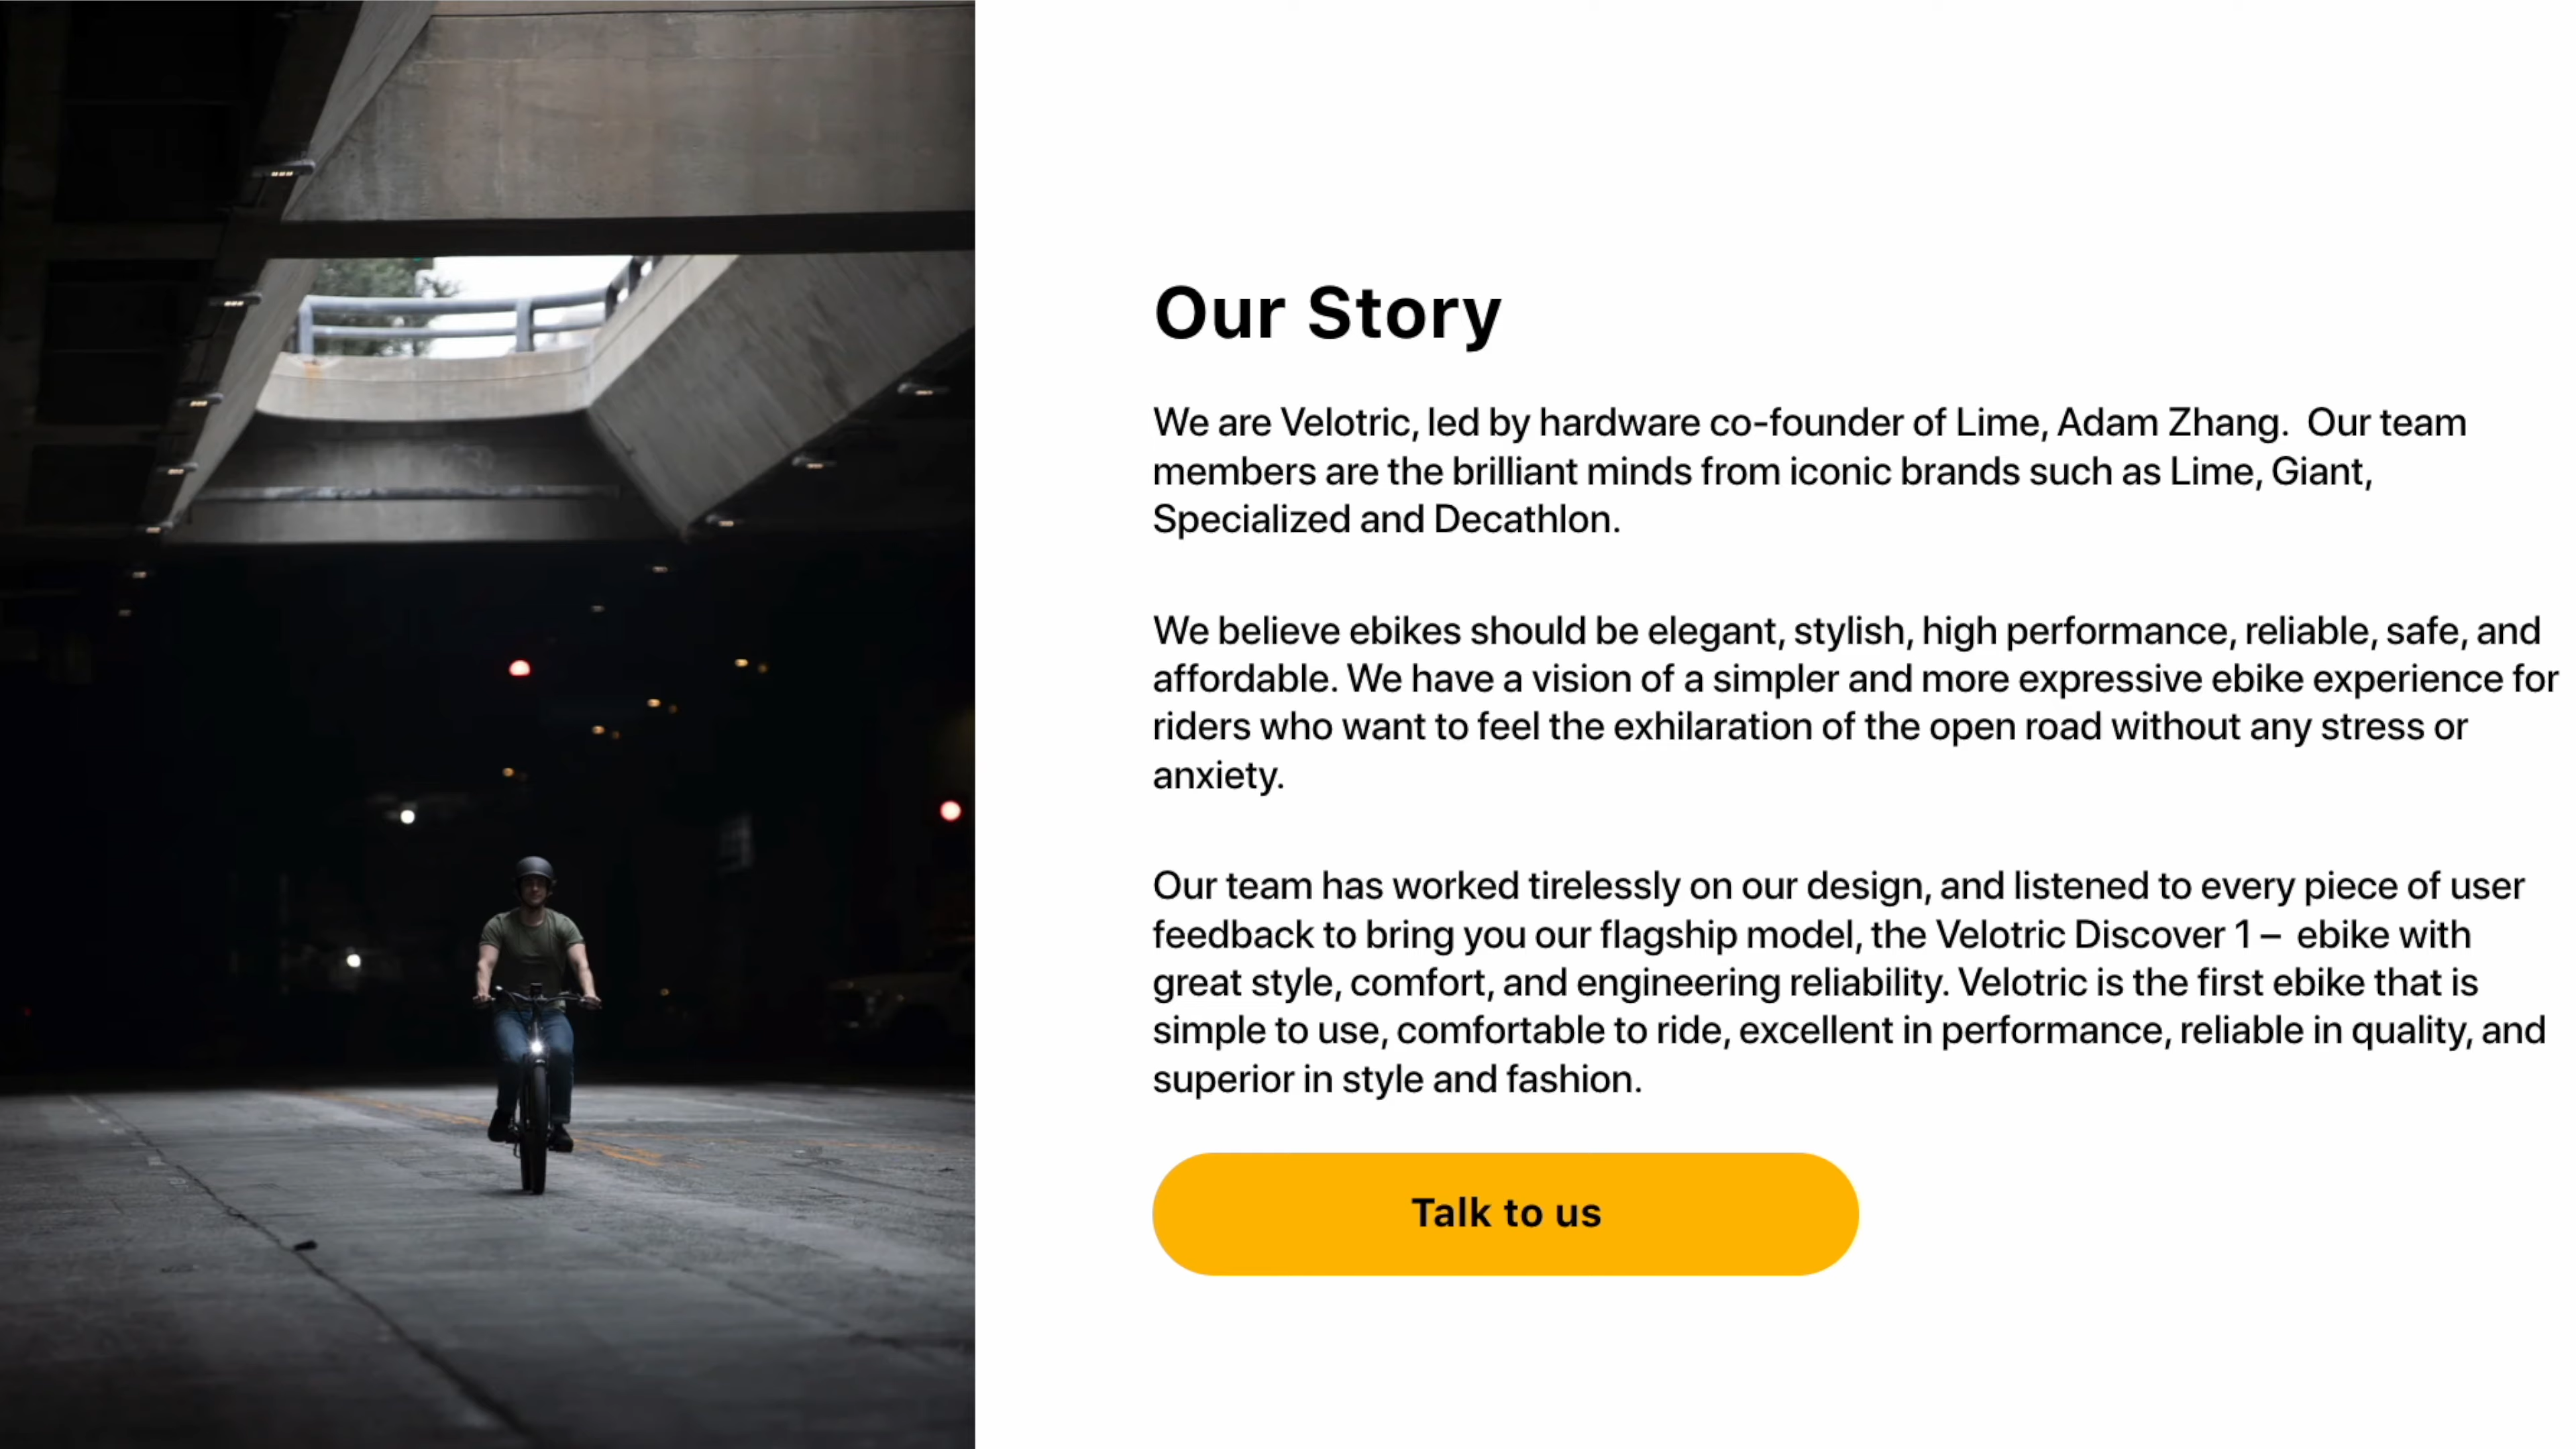 Our Story
We are Velotric, led by hardware co-founder of Lime, Adam Zhang.  Our team
members are the brilliant minds from iconic brands such as Lime, Giant,
Specialized and Decathlon.
We believe ebikes should be elegant, stylish, high performance, reliable, safe, and
affordable. We have a vision of a simpler and more expressive ebike experience for
riders who want to feel the exhilaration of the open road without any stress or
anxiety.
Our team has worked tirelessly on our design, and listened to every piece of user
feedback to bring you our flagship model, the Velotric Discover 1 –  ebike with
great style, comfort, and engineering reliability. Velotric is the first ebike that is
simple to use, comfortable to ride, excellent in performance, reliable in quality, and
superior in style and fashion.
Talk to us